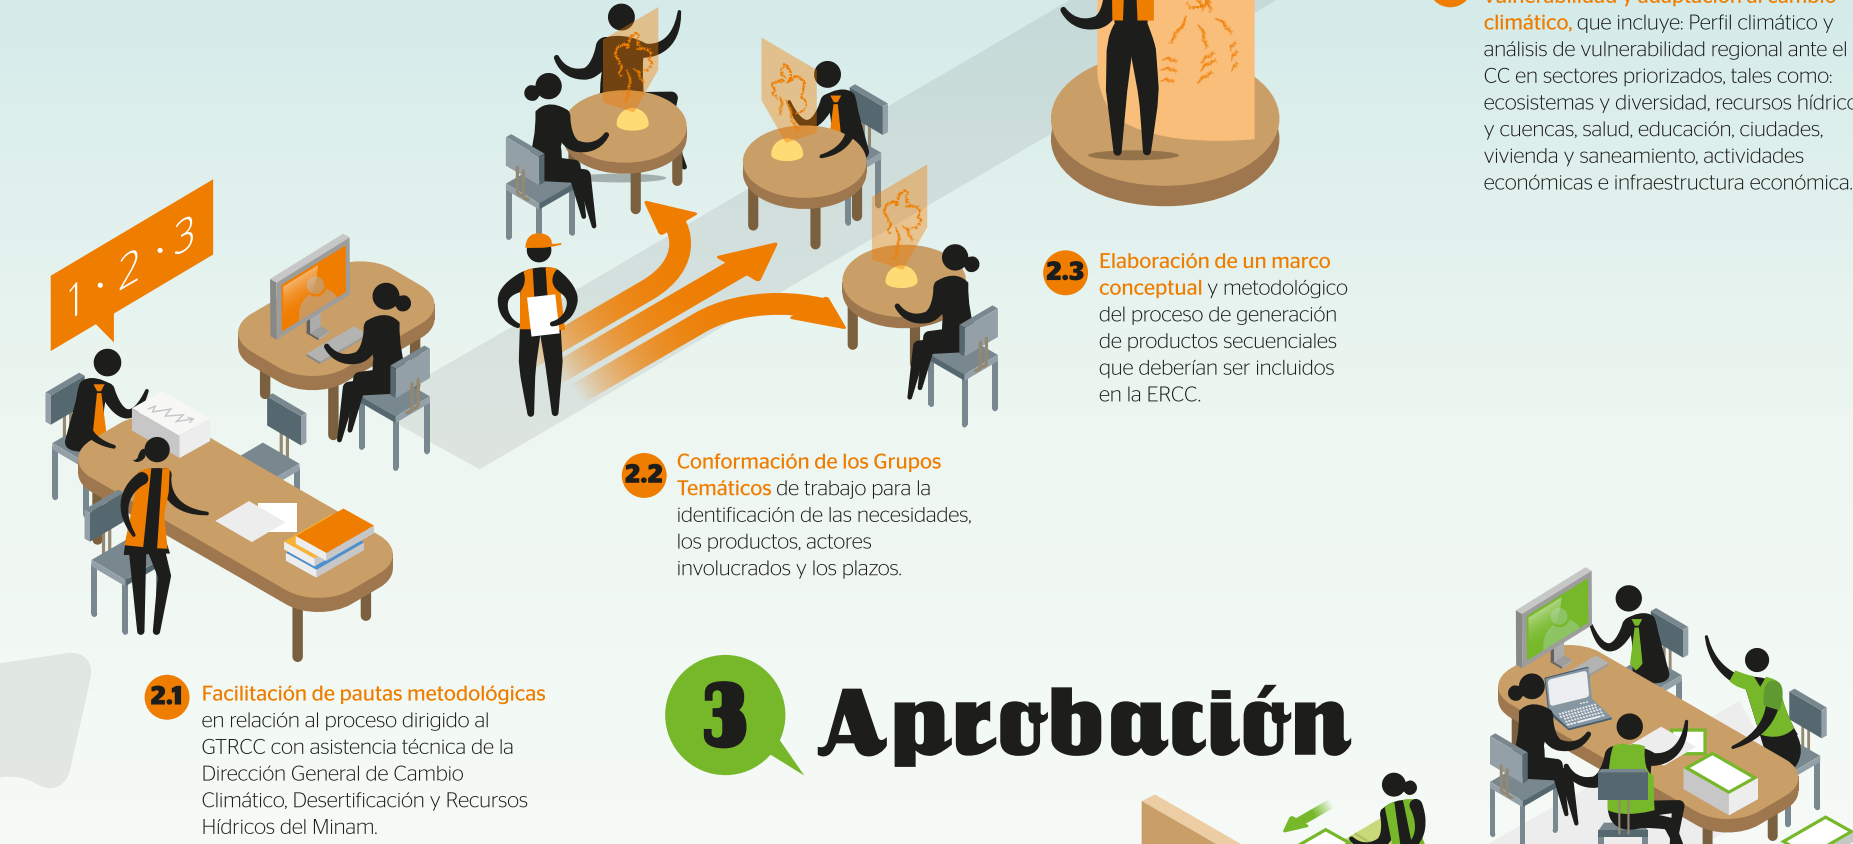 climático, que incluye: Perfil climático y
análisis de vulnerabilidad regional ante el
CC en sectores priorizados, tales como:
ecosistemas y diversidad, recursos
y cuencas, salud, educación, ciudades,
vivienda y saneamiento, actividades
económicas e infraestructura económica.
1 · 2 · 3
2.3
Elaboración de un marco
conceptual y metodológico
del proceso de generación
de productos secuenciales
que deberían ser incluidos
en la ERCC.
2.2
Conformación de los Grupos
Temáticos de trabajo para la
identificación de las necesidades,
los productos, actores
involucrados y los plazos.
2.1
Facilitación de pautas metodológicas
en relación al proceso dirigido al
GTRCC con asistencia técnica de la
Dirección General de Cambio
Climático, Desertificación y Recursos
Hídricos del Minam.
3 Aprobación